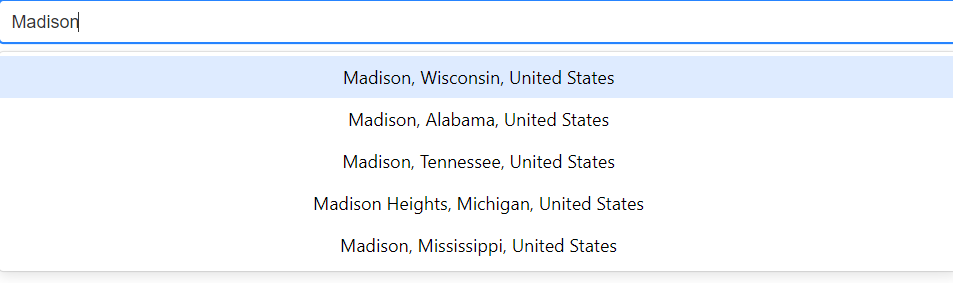 Madison
Madison, Wisconsin, United States
Madison, Alabama, United States
Madison, Tennessee, United States
Madison Heights, Michigan, United States
Madison, Mississippi, United States